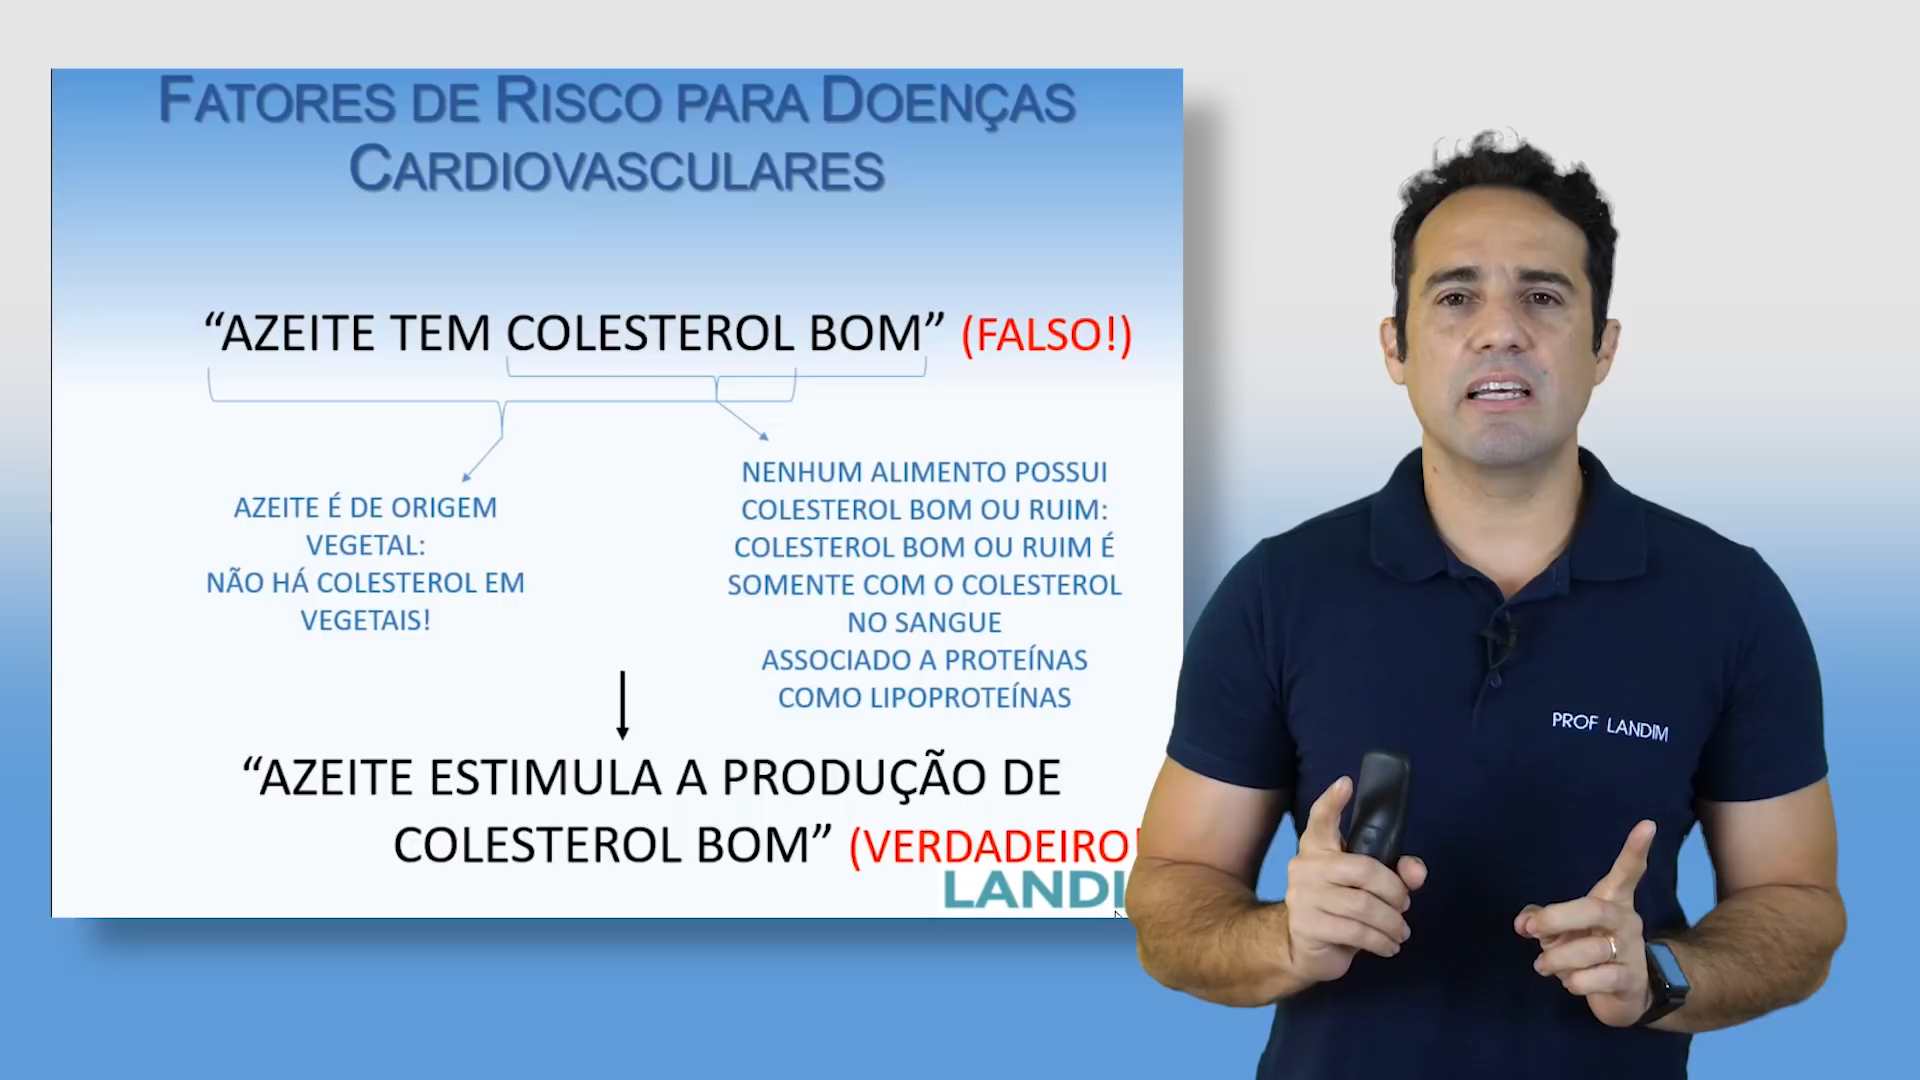 FATORES DE RISCO PARA DOENÇAS
CARDIOVASCULARES
“AZEITE TEM COLESTEROL BOM” (FALSO!)
AZEITE É DE ORIGEM
VEGETAL:
NÃO HÁ COLESTEROL EM
VEGETAIS!
NENHUM ALIMENTO POSSUI
COLESTEROL BOM OU RUIM:
COLESTEROL BOM OU RUIM É
SOMENTE COM O COLESTEROL
NO SANGUE
ASSOCIADO A PROTEÍNAS
COMO LIPOPROTEÍNAS
“AZEITE ESTIMULA A PRODUÇÃO DE
COLESTEROL BOM” (VERDADEIRO!
LANDI
PROF LANDIM